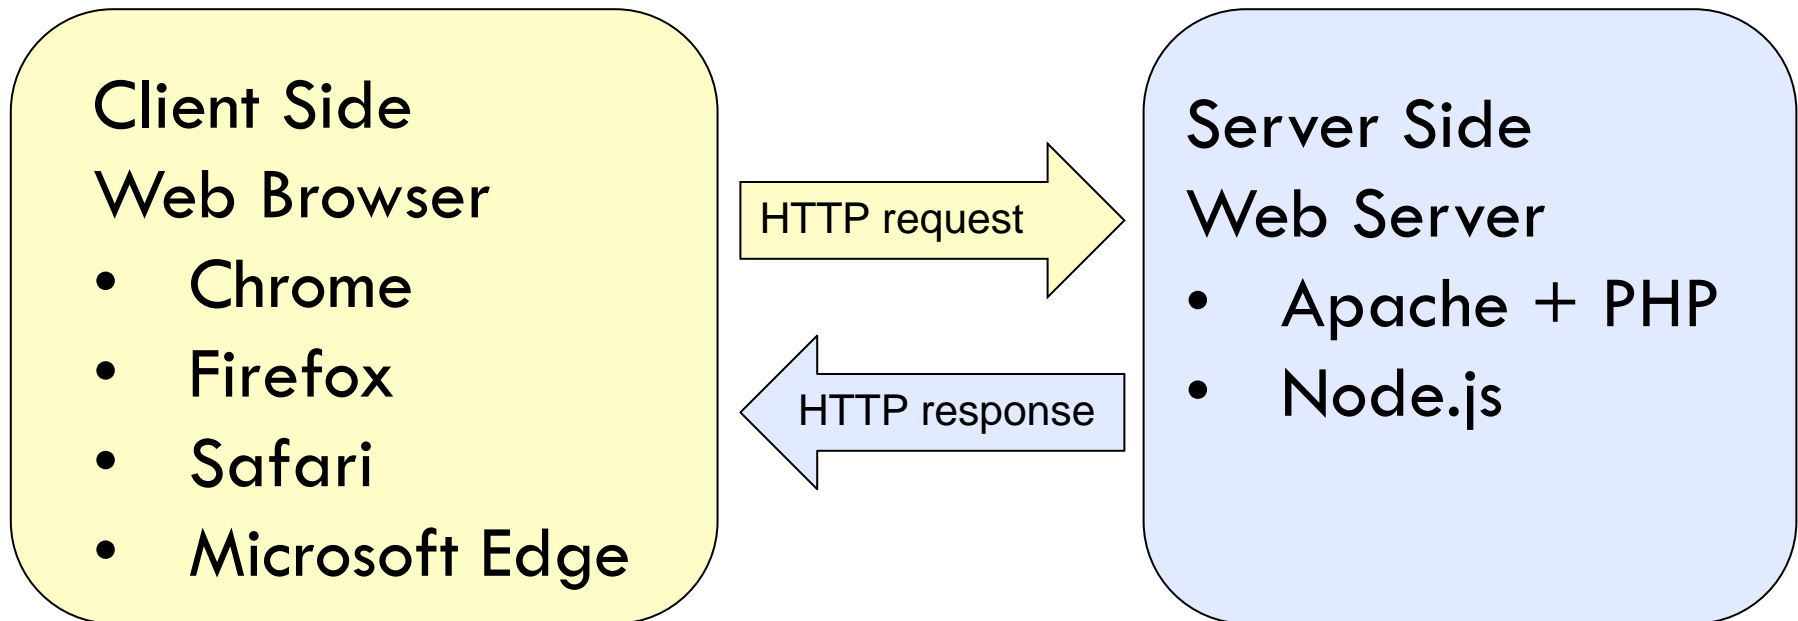 Client Side
Web Browser
• Chrome
• Firefox
• Safari
• Microsoft Edge
HTTP request
HTTP response
Server Side
Web Server
• Apache + PHP
• Node.js